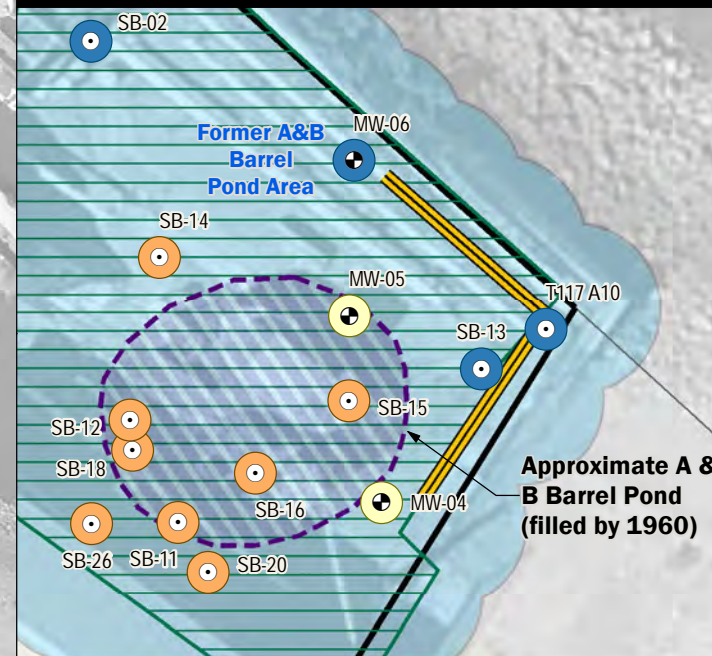 SB-02
MW-06
Former A&B
Barrel
Pond Area
SB-14
MW-05
T117 A10
SB-13
SB-15
SB-12
SB-18
SB-16
MW-04
Approximate A &
B Barrel Pond
(filled by 1960)
SB-26
SB-11
SB-20